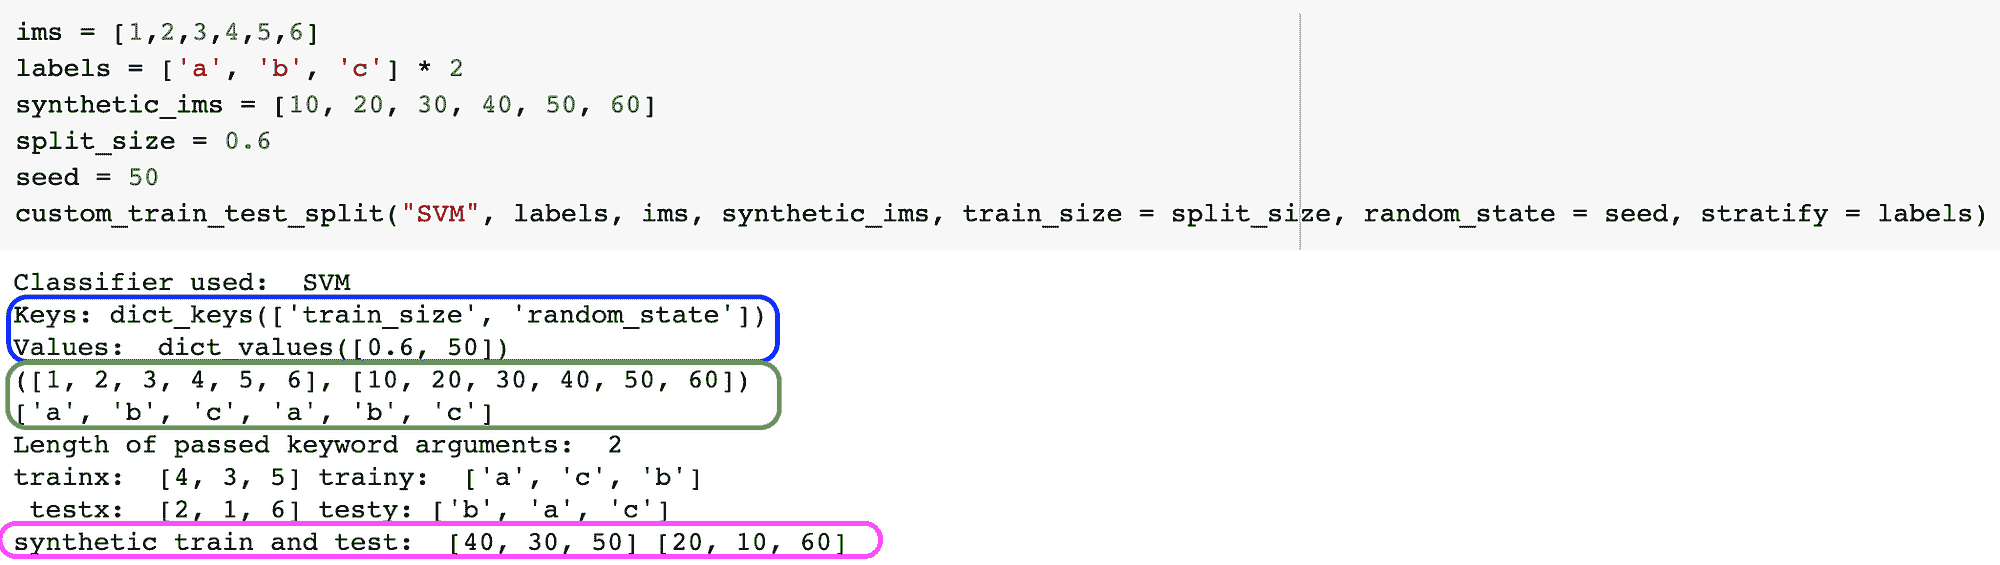 ims = [1,2,3,4,5,6]
labels = ['a', 'b', 'c'] * 2
synthetic_ims = [10, 20, 30, 40, 50, 60]
split_size = 0.6
seed = 50
custom_train_test_split("SVM", labels, ims, synthetic_ims, train_size = split_size, random_state = seed, stratify = labels)
Classifier used:  SVM
Keys: dict_keys(['train_size', 'random_state'])
Values:  dict_values([0.6, 50])
([1, 2, 3, 4, 5, 6], [10, 20, 30, 40, 50, 60])
['a', 'b', 'c', 'a', 'b', 'c']
Length of passed keyword arguments:  2
trainx:  [4, 3, 5] trainy:  ['a', 'c', 'b']
 testx:  [2, 1, 6] testy: ['b', 'a', 'c']
synthetic train and test:  [40, 30, 50] [20, 10, 60]